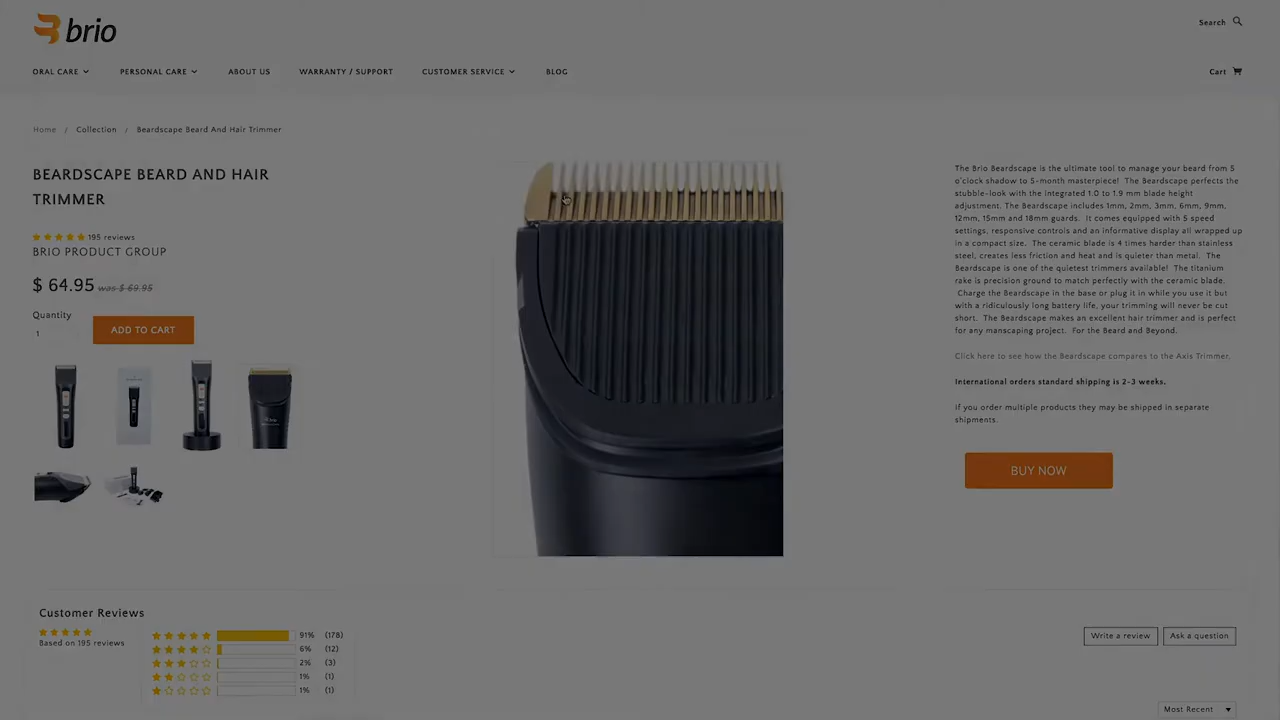 brio
Search
ORAL CARE
PERSONAL CARE
ABOUT US
WARRANTY / SUPPORT
CUSTOMER SERVICE
BLOG
Cart
Home / Collection / Beardscape Beard And Hair Trimmer
BEARDSCAPE BEARD AND HAIR
TRIMMER
195 reviews
BRIO PRODUCT GROUP
$ 64.95 was $ 69.95
Quantity
1
ADD TO CART
The Brio Beardscape is the ultimate tool to manage your beard from 5
o'clock shadow to 5-month masterpiece! The Beardscape perfects the
stubble-look with the integrated 1.0 to 1.9 mm blade height
adjustment. The Beardscape includes 1mm, 2mm, 3mm, 6mm, 9mm,
12mm, 15mm and 18mm guards. It comes equipped with 5 speed
settings, responsive controls and an informative display all wrapped up
in a compact size. The ceramic blade is 4 times harder than stainless
steel, creates less friction and heat and is quieter than metal. The
Beardscape is one of the quietest trimmers available! The titanium
rake is precision ground to match perfectly with the ceramic blade.
Charge the Beardscape in the base or plug it in while you use it but
with a ridiculously long battery life, your trimming will never be cut
short. The Beardscape makes an excellent hair trimmer and is perfect
for any manscaping project. For the Beard and Beyond.
Click here to see how the Beardscape compares to the Axis Trimmer.
International orders standard shipping is 2-3 weeks.
If you order multiple products they may be shipped in separate
shipments.
BUY NOW
Customer Reviews
Based on 195 reviews
91% (178)
6% (12)
2% (3)
1% (1)
1% (1)
Write a review
Ask a question
Most Recent